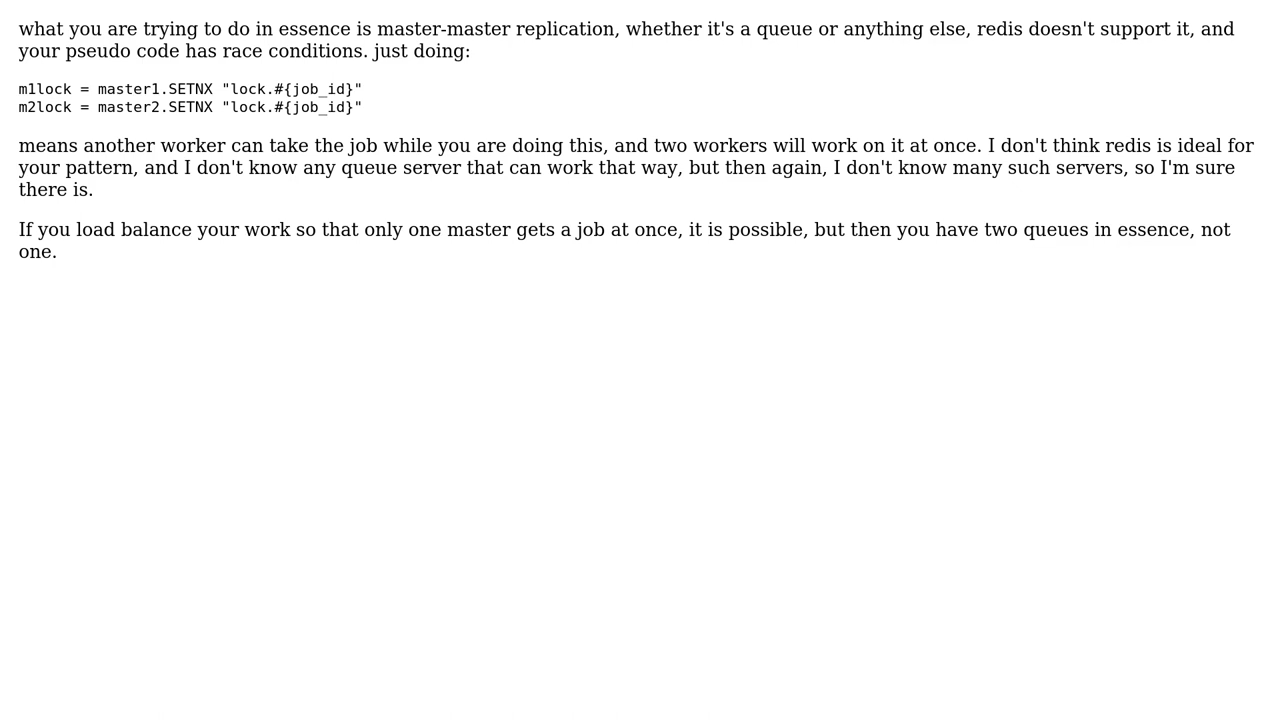 what you are trying to do in essence is master-master replication, whether it's a queue or anything else, redis doesn't support it, and
your pseudo code has race conditions. just doing:
m1lock = master1.SETNX "lock.#{job_id}"
m2lock = master2.SETNX "lock.#{job_id}"
means another worker can take the job while you are doing this, and two workers will work on it at once. I don't think redis is ideal for
your pattern, and I don't know any queue server that can work that way, but then again, I don't know many such servers, so I'm sure
there is.
If you load balance your work so that only one master gets a job at once, it is possible, but then you have two queues in essence, not
one.